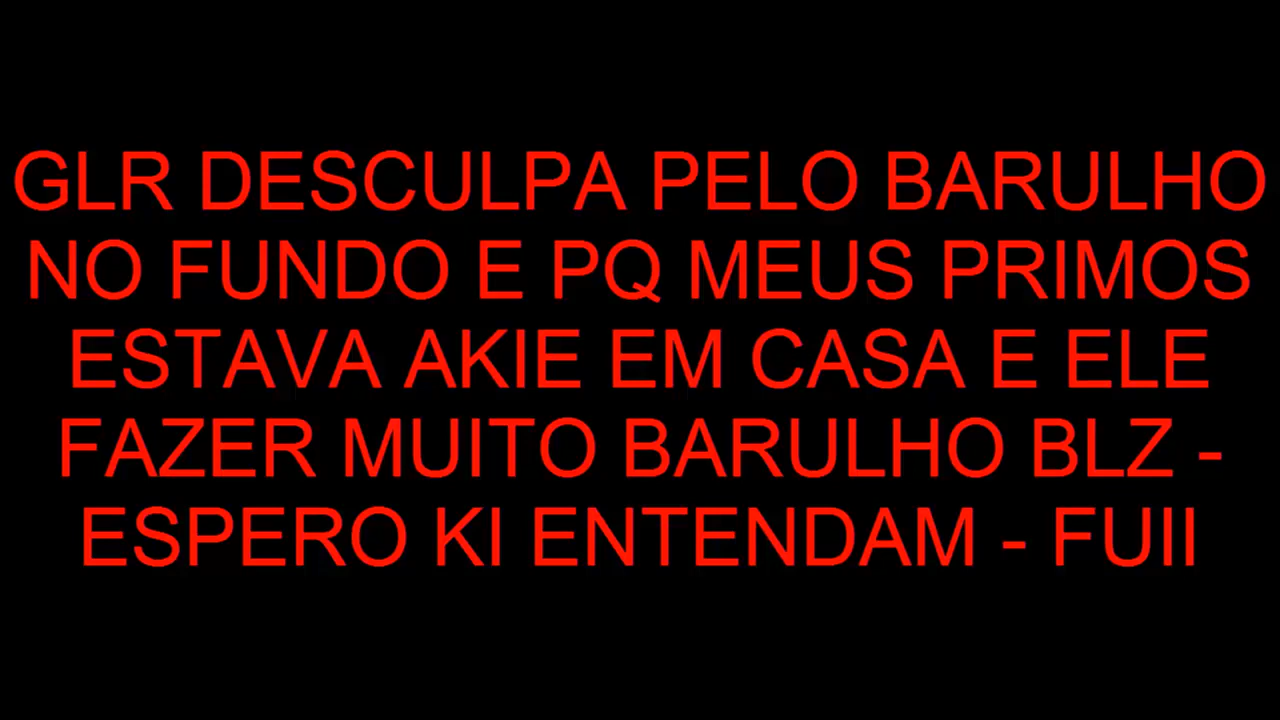 GLR DESCULPA PELO BARULHO
NO FUNDO E PQ MEUS PRIMOS
ESTAVA AKIE EM CASA E ELE
FAZER MUITO BARULHO BLZ -
ESPERO KI ENTENDAM - FUII